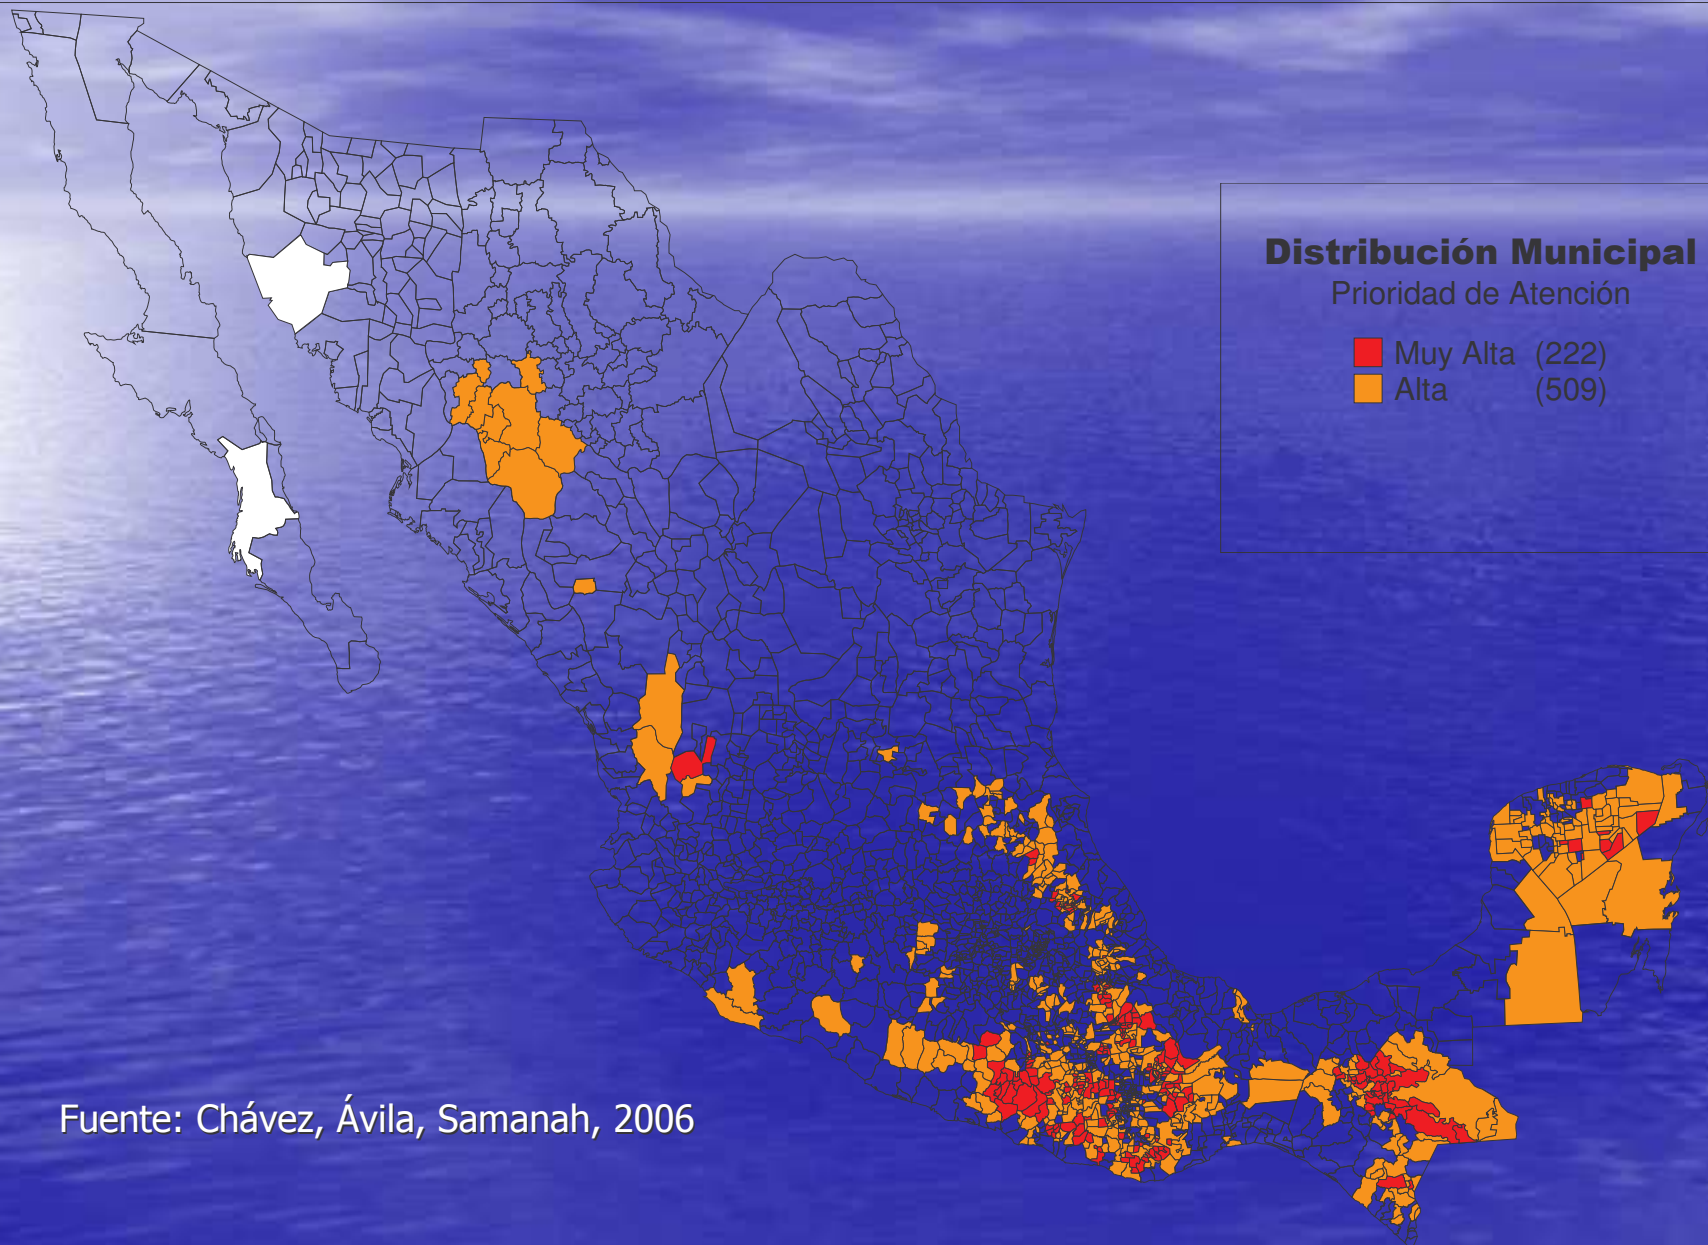 Distribución Municipal
Prioridad de Atención
Muy Alta (222)
Alta (509)
Fuente: Chávez, Ávila, Samanah, 2006